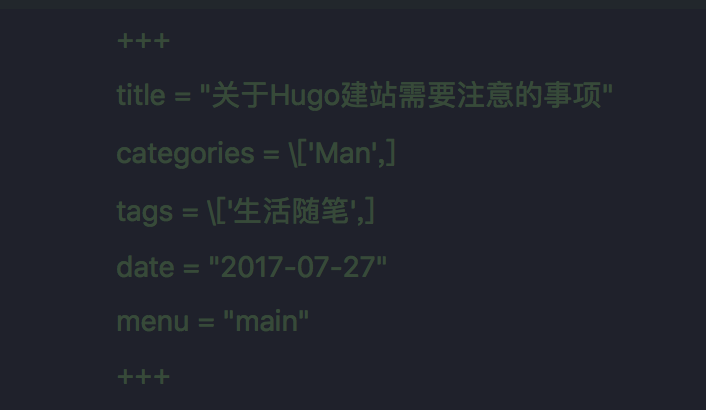 +++
title = "关于Hugo建站需要注意的事项"
categories = \['Man',]
tags = \['生活随笔',]
date = "2017-07-27"
menu = "main"
+++